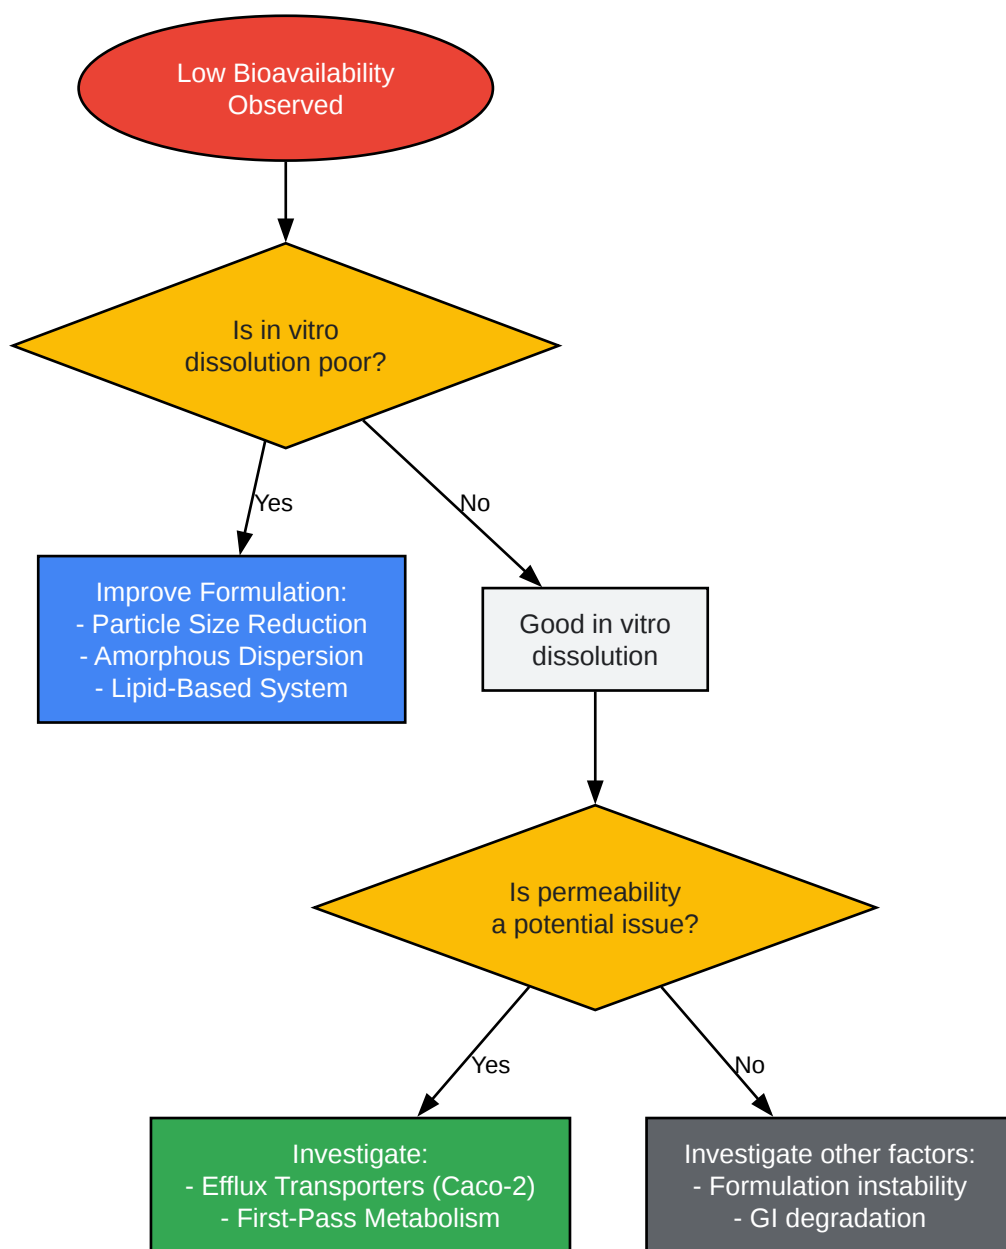 Low Bioavailability
Observed
Is in vitro
dissolution poor?
Yes
No
Improve Formulation:
- Particle Size Reduction
- Amorphous Dispersion
- Lipid-Based System
Good in vitro
dissolution
Is permeability
a potential issue?
Yes
No
Investigate:
- Efflux Transporters (Caco-2)
- First-Pass Metabolism
Investigate other factors:
- Formulation instability
- GI degradation